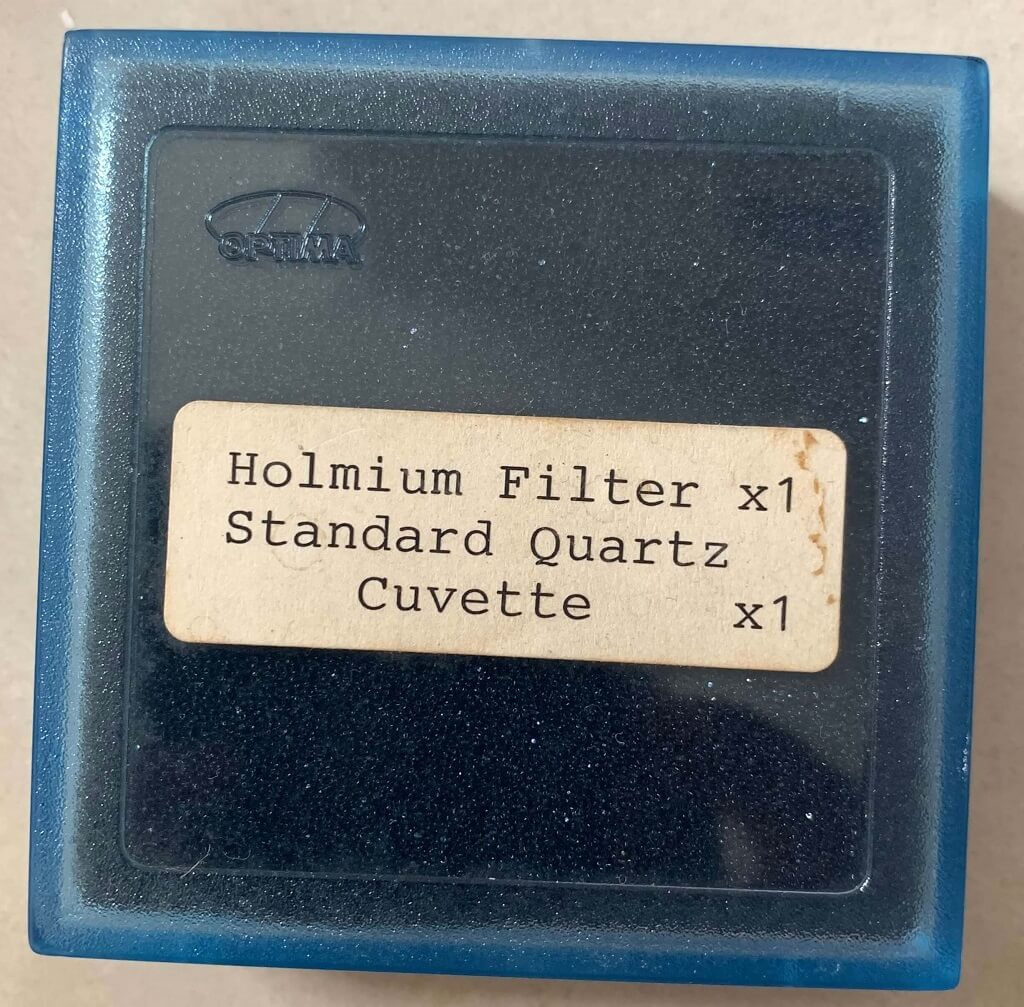 OPTIMA
Holmium Filter x1
Standard Quartz
Cuvette x1